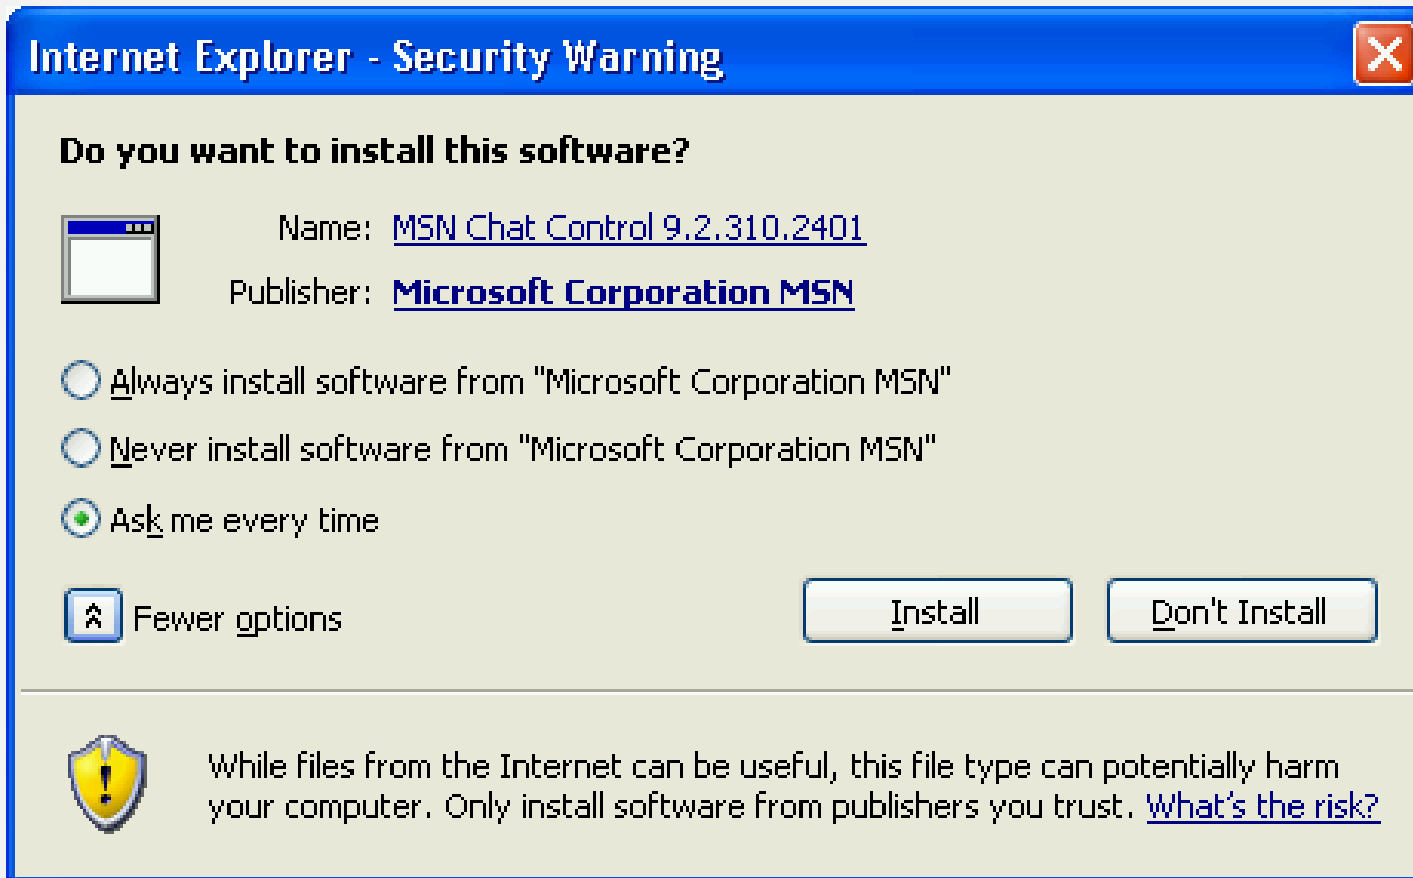 Internet Explorer - Security Warning
Do you want to install this software?
Name: MSN Chat Control 9.2.310.2401
Publisher: Microsoft Corporation MSN
Always install software from "Microsoft Corporation MSN"
Never install software from "Microsoft Corporation MSN"
Ask me every time
Fewer options Install Don't Install
While files from the Internet can be useful, this file type can potentially harm
your computer. Only install software from publishers you trust. What's the risk?